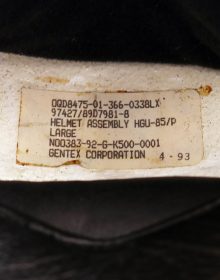 0QD8475-01-366-0338LX
97427/89D7981-8
HELMET ASSEMBLY HGU-85/P
LARGE
N00383-92-G-K500-0001
GENTEX CORPORATION 4-93